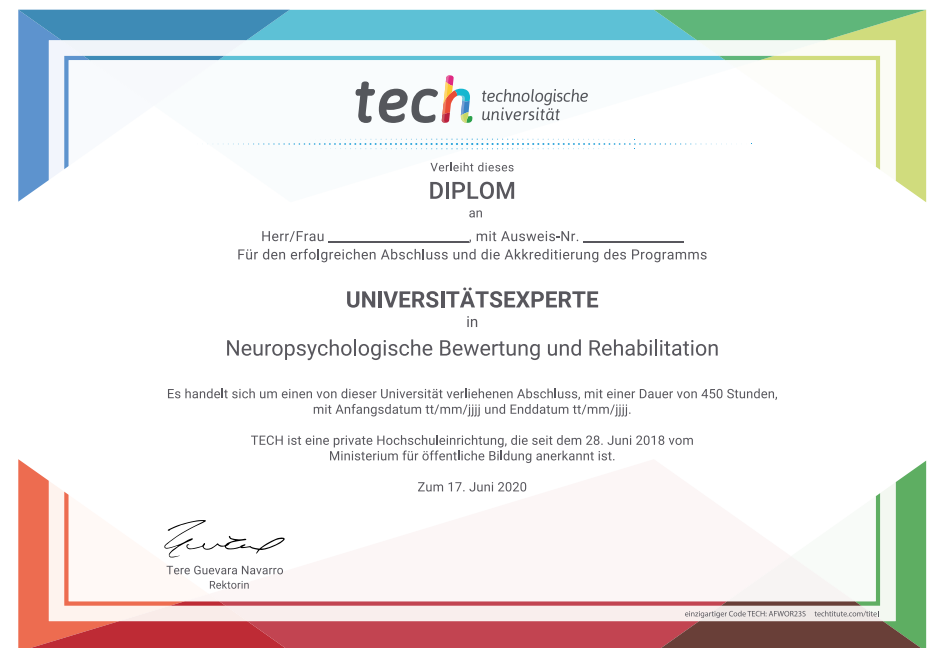 tech technologische
universität
Verleiht dieses
DIPLOM
an
Herr/Frau ____________, mit Ausweis-Nr. ____________
Für den erfolgreichen Abschluss und die Akkreditierung des Programms
UNIVERSITÄTSEXPERTE
in
Neuropsychologische Bewertung und Rehabilitation
Es handelt sich um einen von dieser Universität verliehenen Abschluss, mit einer Dauer von 450 Stunden,
mit Anfangsdatum tt/mm/jjjj und Enddatum tt/mm/jjjj.
TECH ist eine private Hochschuleinrichtung, die seit dem 28. Juni 2018 vom
Ministerium für öffentliche Bildung anerkannt ist.
Zum 17. Juni 2020
Tere Guevara Navarro
Rektorin
einzigartiger Code TECH: AFWOR23S techtitute.com/titel